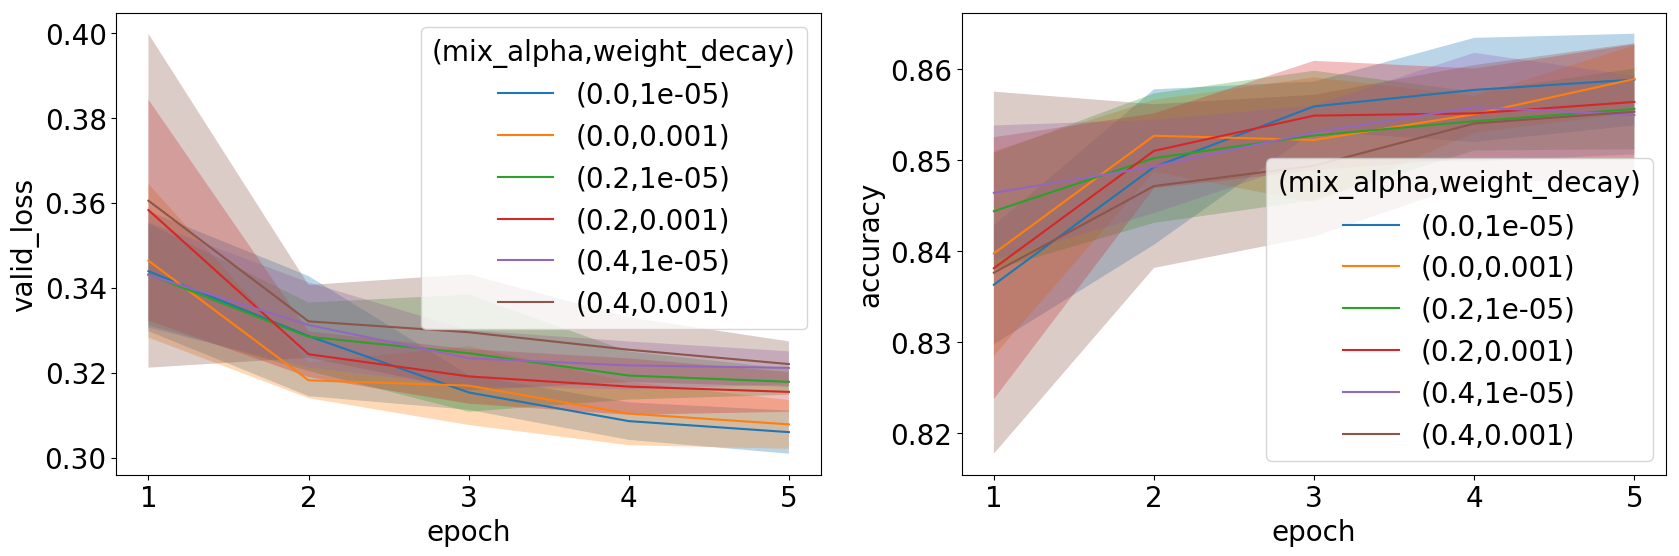 0.40
0.38
0.36
0.34
0.32
0.30
valid_loss
1 2 3 4 5
epoch
(mix_alpha,weight_decay)
(0.0,1e-05)
(0.0,0.001)
(0.2,1e-05)
(0.2,0.001)
(0.4,1e-05)
(0.4,0.001)
0.86
0.85
0.84
0.83
0.82
accuracy
1 2 3 4 5
epoch
(mix_alpha,weight_decay)
(0.0,1e-05)
(0.0,0.001)
(0.2,1e-05)
(0.2,0.001)
(0.4,1e-05)
(0.4,0.001)